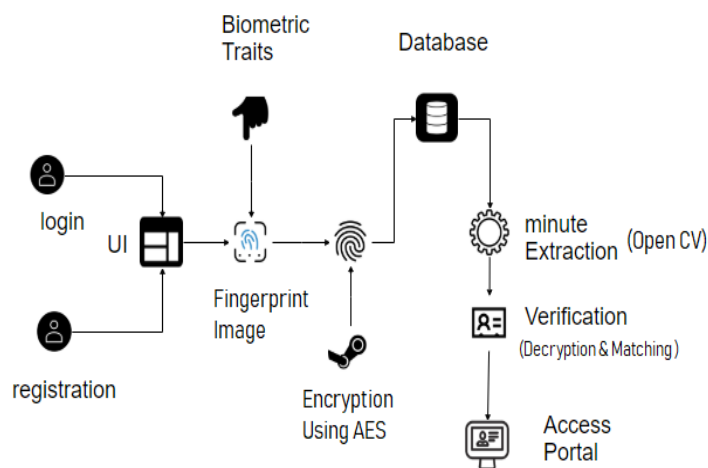 Biometric
Traits
Database
login
UI
minute
Extraction (Open CV)
Fingerprint
Image
Verification
(Decryption & Matching )
registration
Encryption
Using AES
Access
Portal